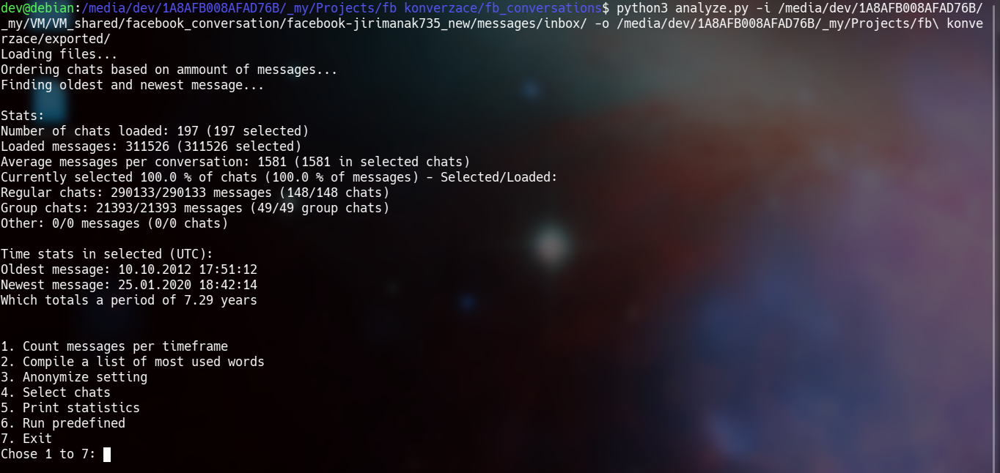 dev@debian:/media/dev/1A8AFB008AFAD76B/_my/Projects/fb konverzace/fb_conversations$ python3 analyze.py -i /media/dev/1A8AFB008AFAD76B/
_my/VM/VM_shared/facebook_conversation/facebook-jirimanak735_new/messages/inbox/ -o /media/dev/1A8AFB008AFAD76B/_my/Projects/fb\ konve
rzace/exported/
Loading files...
Ordering chats based on ammount of messages...
Finding oldest and newest message...
Stats:
Number of chats loaded: 197 (197 selected)
Loaded messages: 311526 (311526 selected)
Average messages per conversation: 1581 (1581 in selected chats)
Currently selected 100.0 % of chats (100.0 % of messages) - Selected/Loaded:
Regular chats: 290133/290133 messages (148/148 chats)
Group chats: 21393/21393 messages (49/49 group chats)
Other: 0/0 messages (0/0 chats)
Time stats in selected (UTC):
Oldest message: 10.10.2012 17:51:12
Newest message: 25.01.2020 18:42:14
Which totals a period of 7.29 years
1. Count messages per timeframe
2. Compile a list of most used words
3. Anonymize setting
4. Select chats
5. Print statistics
6. Run predefined
7. Exit
Chose 1 to 7: